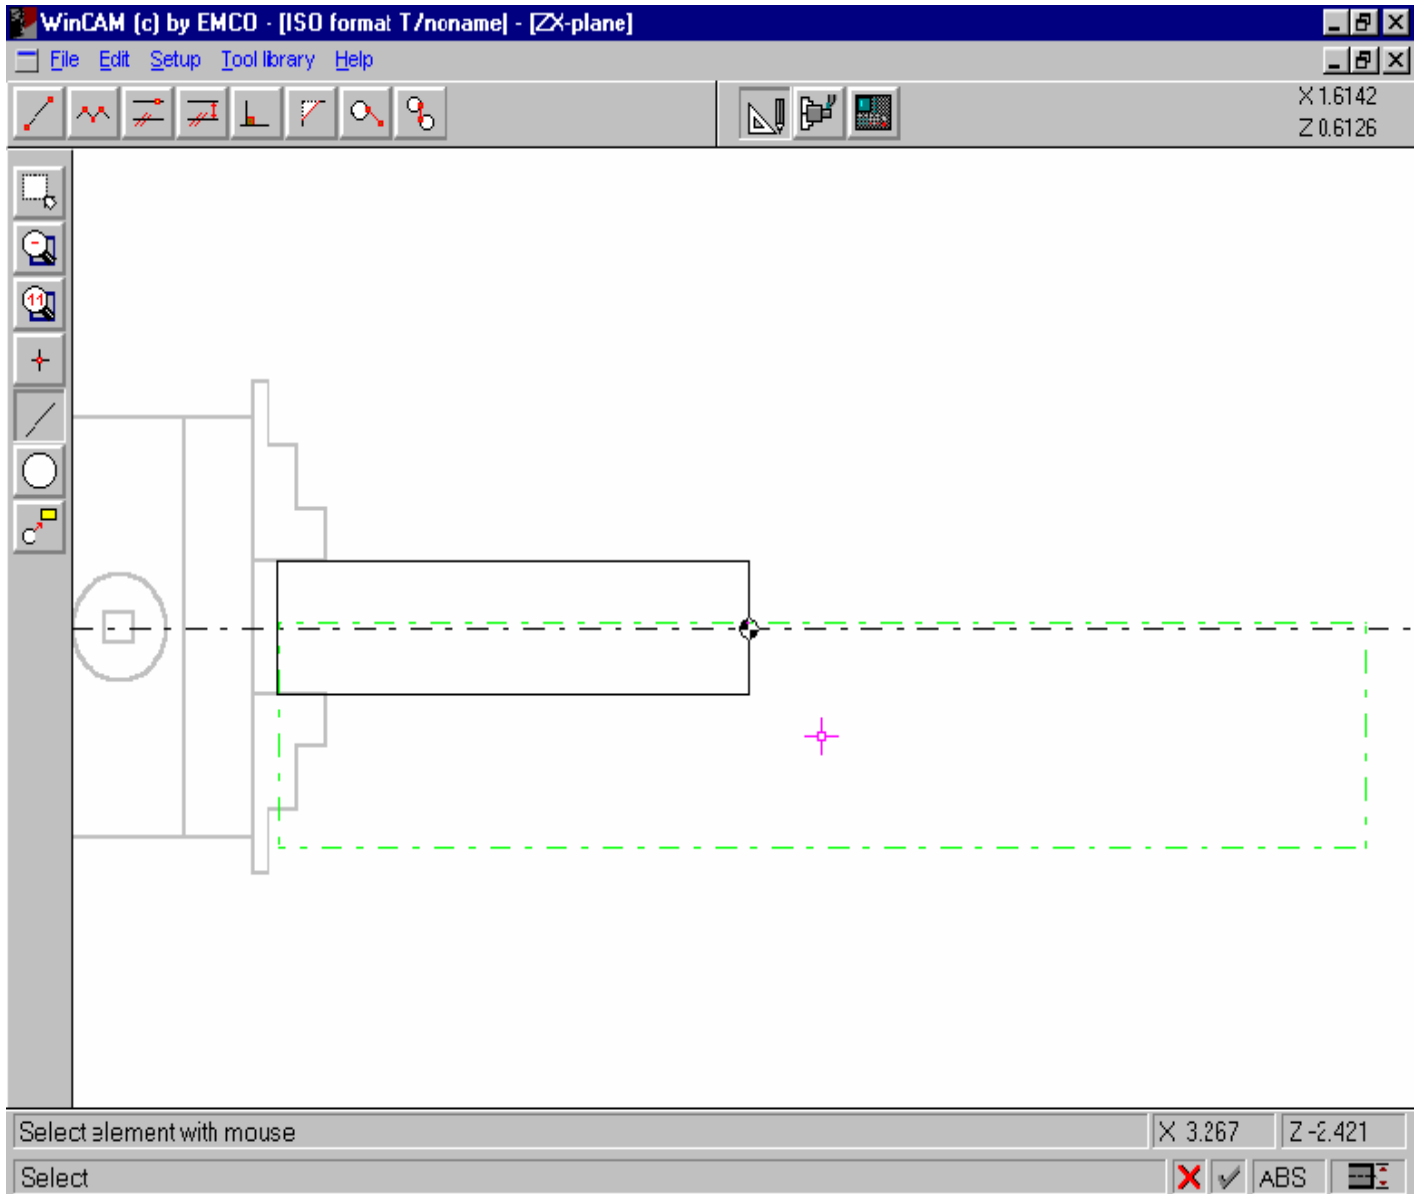 WinCAM (c) by EMCO - [ISO format T/noname] - [ZX-plane]
File Edit Setup Tool library Help
X 1.6142
Z 0.6126
11
Select element with mouse
X 3.267
Z -2.421
Select
ABS